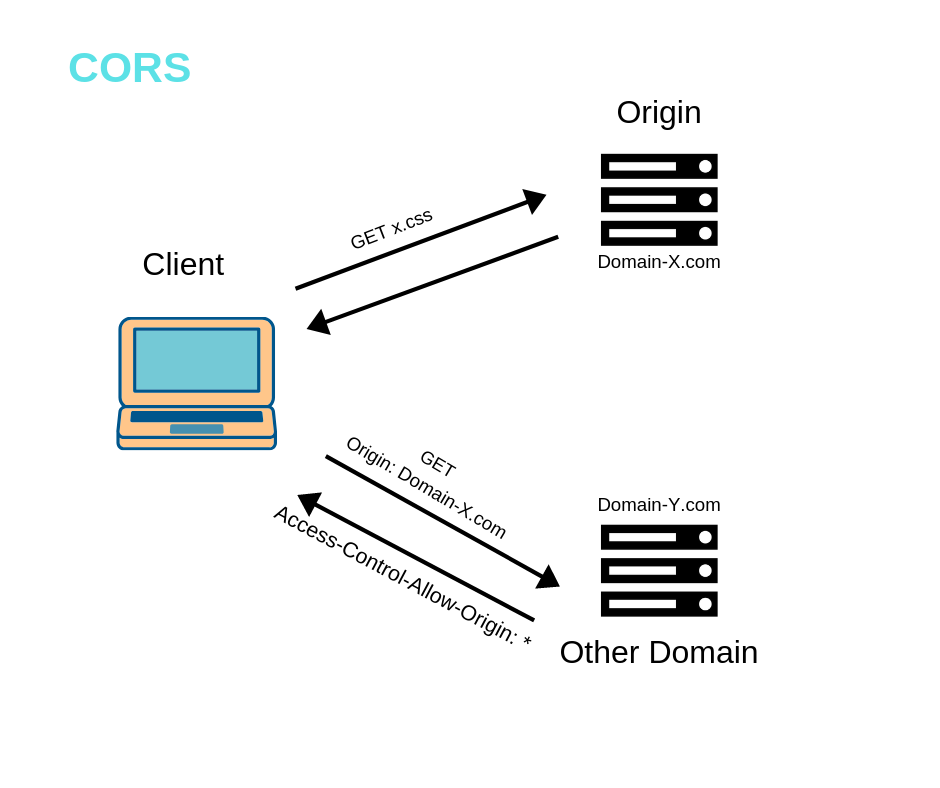 CORS
Origin
Domain-X.com
GET x.css
Client
GET
Origin: Domain-X.com
Access-Control-Allow-Origin: *
Domain-Y.com
Other Domain